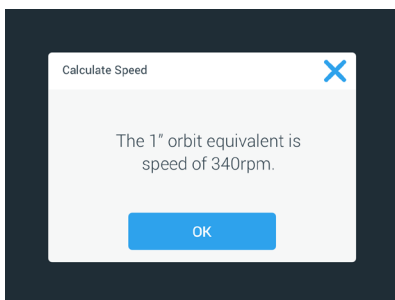 Calculate Speed
The 1” orbit equivalent is
speed of 340rpm.
OK